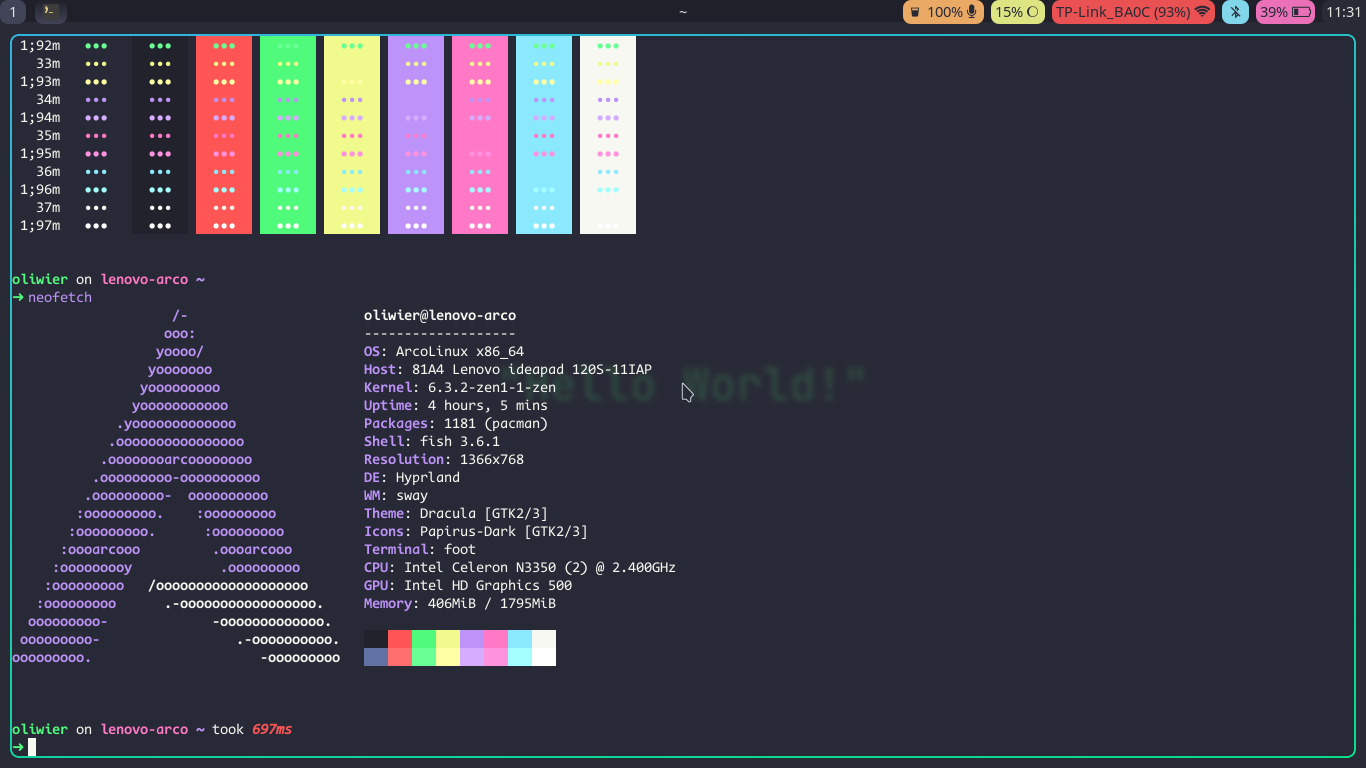 1 ~ 100% 15% TP-Link_BA0C (93%) 39% 11:31
1;92m ••• ••• ••• ••• ••• ••• ••• ••• •••
33m ••• ••• ••• ••• ••• ••• ••• ••• •••
1;93m ••• ••• ••• ••• ••• ••• ••• ••• •••
34m ••• ••• ••• ••• ••• ••• ••• •••
1;94m ••• ••• ••• ••• ••• ••• ••• ••• •••
35m ••• ••• ••• ••• ••• ••• ••• •••
1;95m ••• ••• ••• ••• ••• ••• ••• ••• •••
36m ••• ••• ••• ••• ••• ••• ••• •••
1;96m ••• ••• ••• ••• ••• ••• ••• ••• •••
37m ••• ••• ••• ••• ••• ••• ••• •••
1;97m ••• ••• ••• ••• ••• ••• ••• ••• •••
oliwier on lenovo-arco ~
➜ neofetch
/- oliwier@lenovo-arco
ooo: -------------------
yoooo/ OS: ArcoLinux x86_64
yooooooo Host: 81A4 Lenovo ideapad 120S-11IAP
yooooooooo Kernel: 6.3.2-zen1-1-zen
"Hello World!"
yooooooooooo Uptime: 4 hours, 5 mins
.yooooooooooooo Packages: 1181 (pacman)
.oooooooooooooooo Shell: fish 3.6.1
.oooooooarcoooooooo Resolution: 1366x768
.ooooooooo-oooooooooo DE: Hyprland
.ooooooooo-  oooooooooo WM: sway
:ooooooooo.    :ooooooooo Theme: Dracula [GTK2/3]
:ooooooooo.      :ooooooooo Icons: Papirus-Dark [GTK2/3]
:oooarcooo         .oooarcooo Terminal: foot
:ooooooooy           .ooooooooo CPU: Intel Celeron N3350 (2) @ 2.400GHz
:ooooooooo   /ooooooooooooooooooo GPU: Intel HD Graphics 500
:ooooooooo      .-ooooooooooooooooo. Memory: 406MiB / 1795MiB
ooooooooo-             -ooooooooooooo.
ooooooooo-                 .-oooooooooo.
ooooooooo.                     -ooooooooo
oliwier on lenovo-arco ~ took 697ms
➜